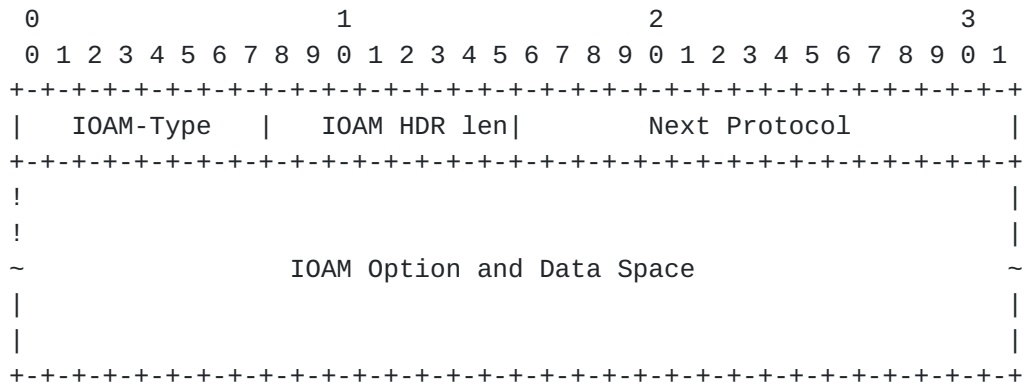 0                   1                   2                   3
 0 1 2 3 4 5 6 7 8 9 0 1 2 3 4 5 6 7 8 9 0 1 2 3 4 5 6 7 8 9 0 1
+-+-+-+-+-+-+-+-+-+-+-+-+-+-+-+-+-+-+-+-+-+-+-+-+-+-+-+-+-+-+-+-+
|   IOAM-Type   |   IOAM HDR len|        Next Protocol          |
+-+-+-+-+-+-+-+-+-+-+-+-+-+-+-+-+-+-+-+-+-+-+-+-+-+-+-+-+-+-+-+-+
!                                                               |
!                                                               |
~                 IOAM Option and Data Space                    ~
|                                                               |
|                                                               |
+-+-+-+-+-+-+-+-+-+-+-+-+-+-+-+-+-+-+-+-+-+-+-+-+-+-+-+-+-+-+-+-+